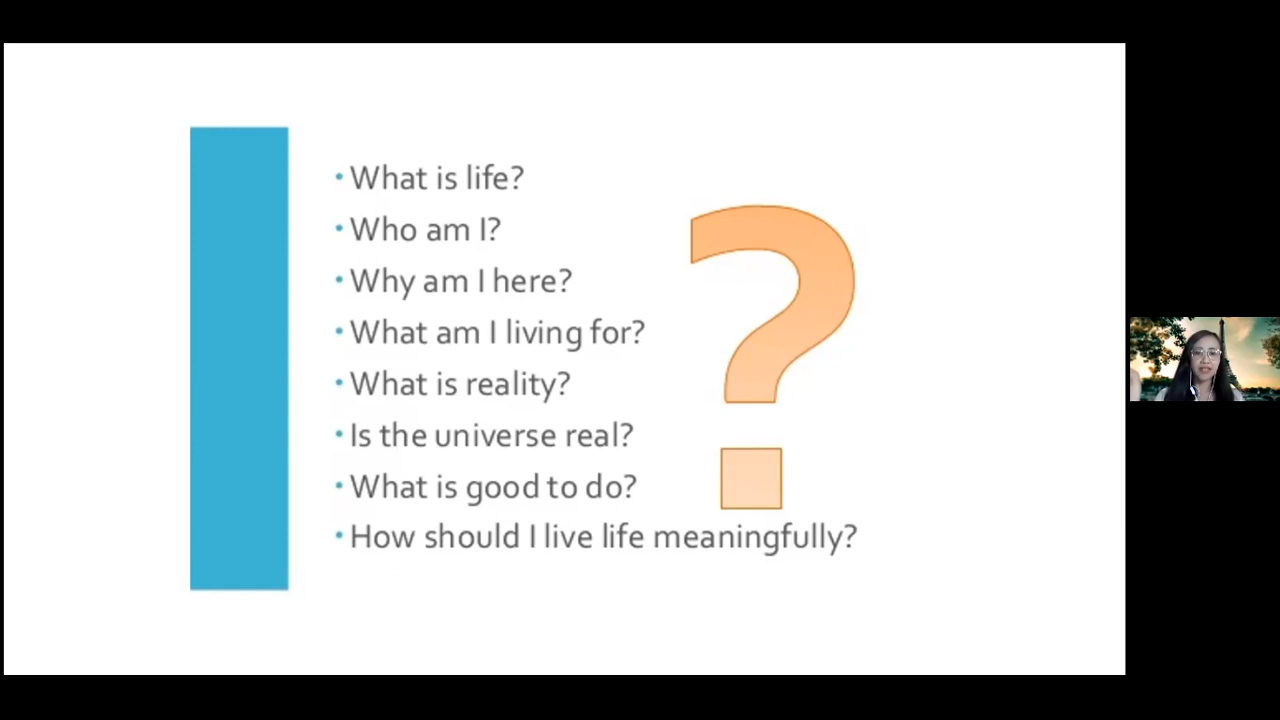 • What is life?
• Who am I?
• Why am I here?
• What am I living for?
• What is reality?
• Is the universe real?
• What is good to do?
• How should I live life meaningfully?
?